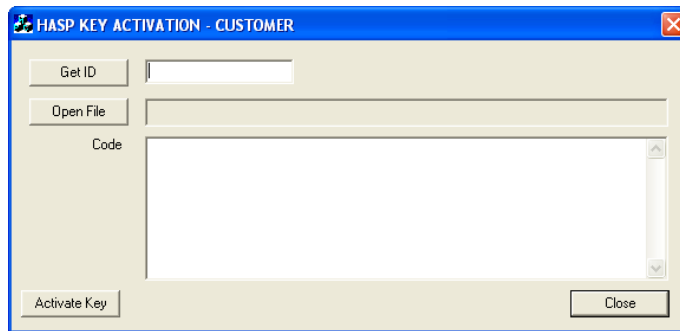 HASP KEY ACTIVATION - CUSTOMER
Get ID
Open File
Code
Activate Key
Close